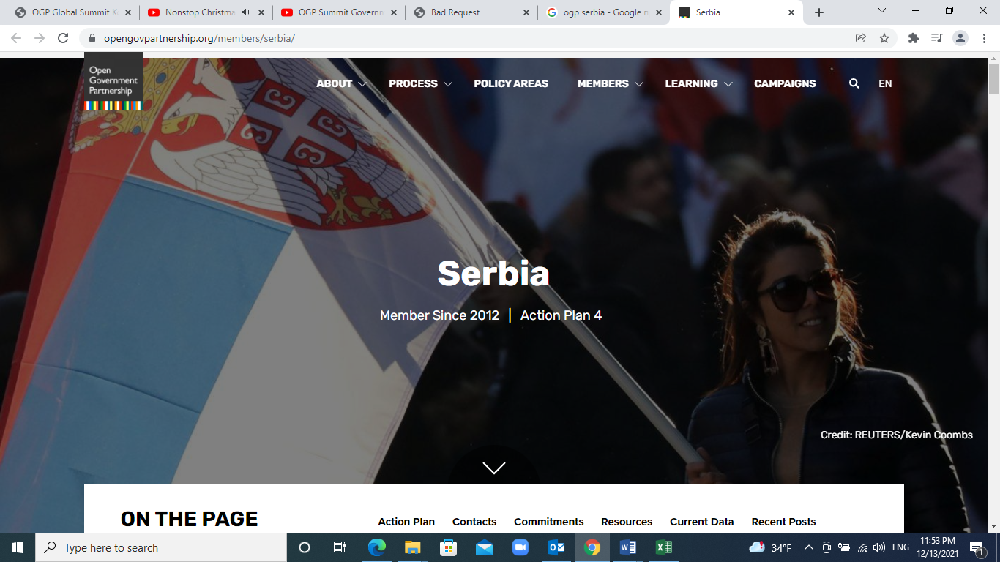 OGP Global Summit K
Nonstop Christma
OGP Summit Governm
Bad Request
ogp serbia - Google
Serbia
opengovpartnership.org/members/serbia/
Open
Government
Partnership
ABOUT
PROCESS
POLICY AREAS
MEMBERS
LEARNING
CAMPAIGNS
EN
Serbia
Member Since 2012 | Action Plan 4
Credit: REUTERS/Kevin Coombs
ON THE PAGE
Action Plan
Contacts
Commitments
Resources
Current Data
Recent Posts
Type here to search
34°F
ENG
11:53 PM
12/13/2021
1